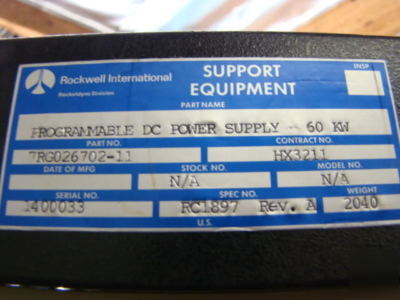 Rockwell International
Rocketdyne Division
SUPPORT EQUIPMENT
INSP
PART NAME
PROGRAMMABLE DC POWER SUPPLY - 60 KW
PART NO. CONTRACT NO.
7RG026702-11 HX3211
DATE OF MFG STOCK NO. MODEL NO.
N/A N/A
SERIAL NO. SPEC NO. WEIGHT
1400033 RC1897 Rev. A 2040
U.S.